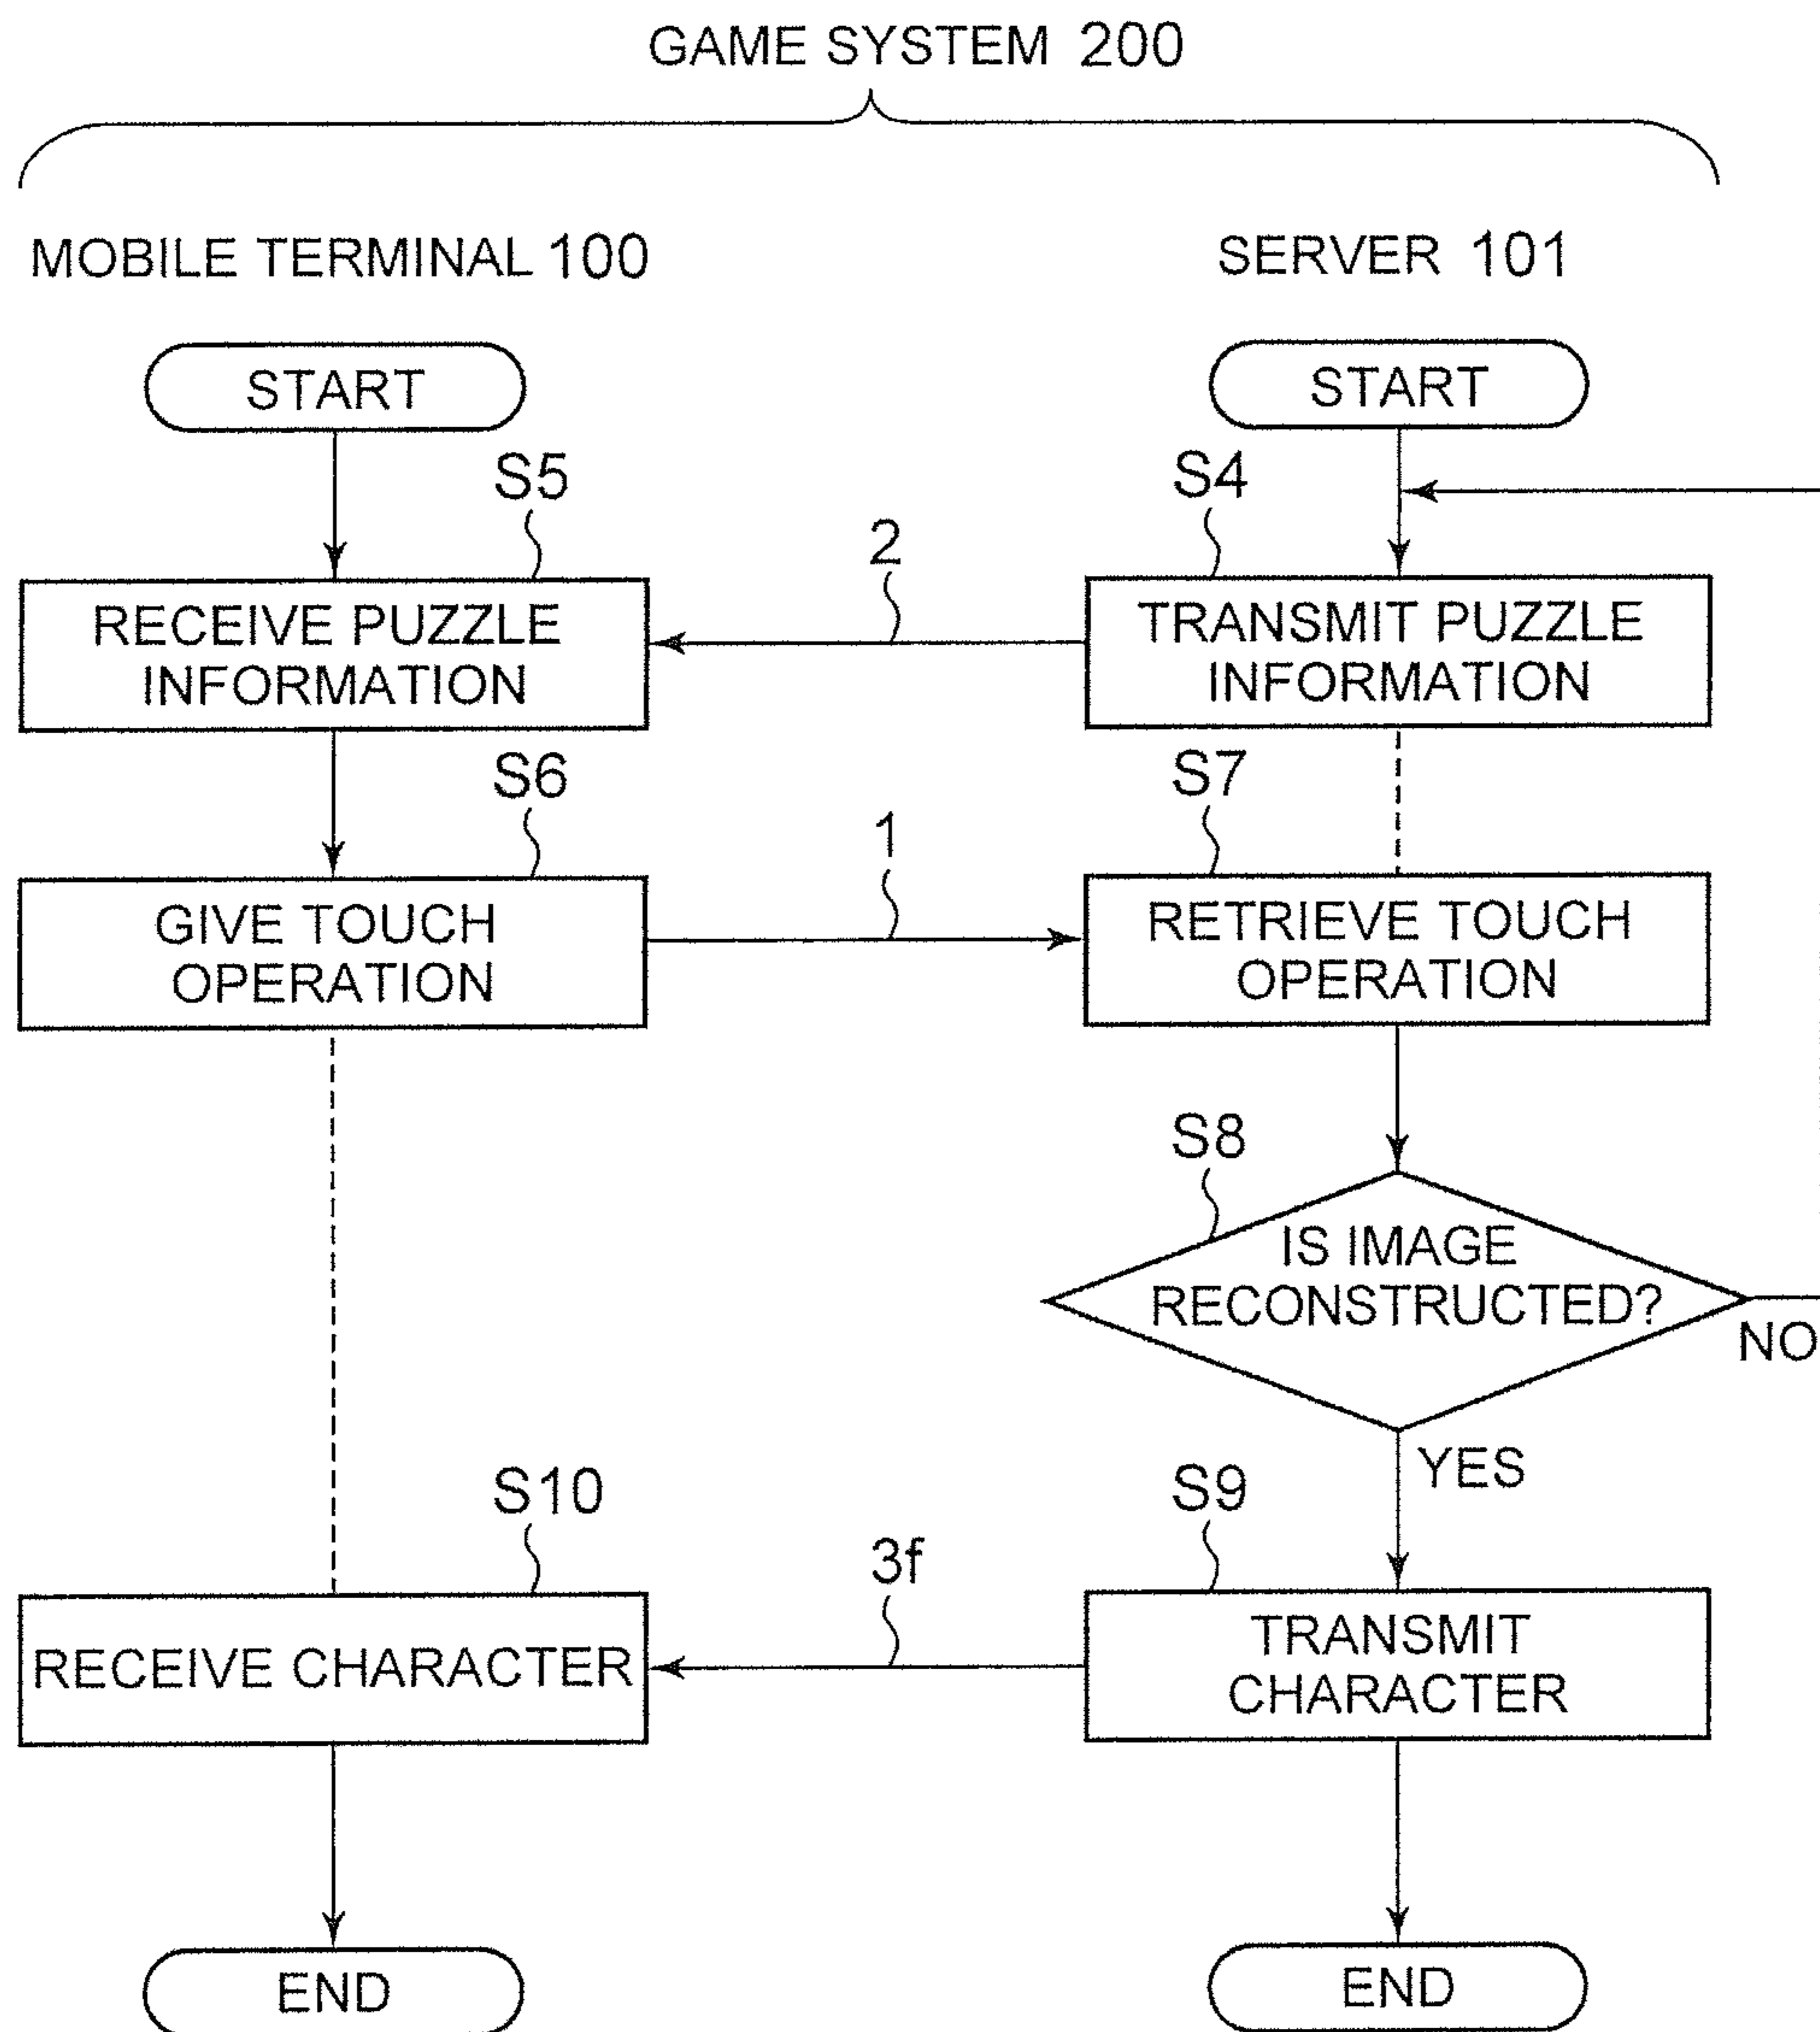 GAME SYSTEM 200
MOBILE TERMINAL 100
SERVER 101
START
START
S5
S4
2
RECEIVE PUZZLE
INFORMATION
TRANSMIT PUZZLE
INFORMATION
S6
S7
1
GIVE TOUCH
OPERATION
RETRIEVE TOUCH
OPERATION
S8
IS IMAGE
RECONSTRUCTED?
NO
YES
S10
S9
3f
RECEIVE CHARACTER
TRANSMIT
CHARACTER
END
END